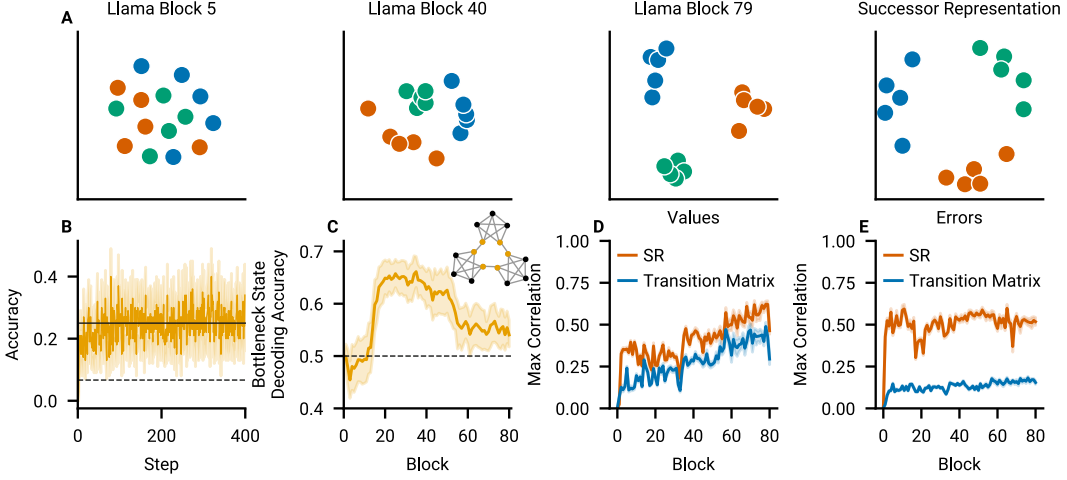 A
Llama Block 5
Llama Block 40
Llama Block 79
Successor Representation
B
Accuracy
0.4
0.2
0.0
0
200
400
Step
C
Bottleneck State
Decoding Accuracy
0.7
0.6
0.5
0.4
0
20
40
60
80
Block
D
Values
Max Correlation
1.00
0.75
0.50
0.25
0.00
SR
Transition Matrix
0
20
40
60
80
Block
E
Errors
Max Correlation
1.00
0.75
0.50
0.25
0.00
SR
Transition Matrix
0
20
40
60
80
Block